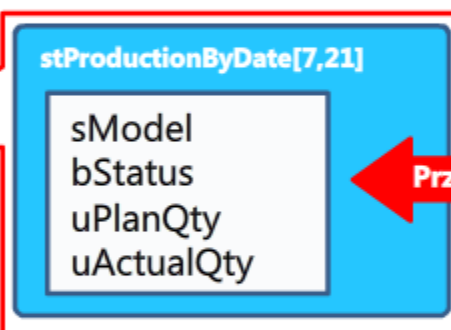 stProductionByDate[7,21]
sModel
bStatus
Prz
uPlanQty
uActualQty